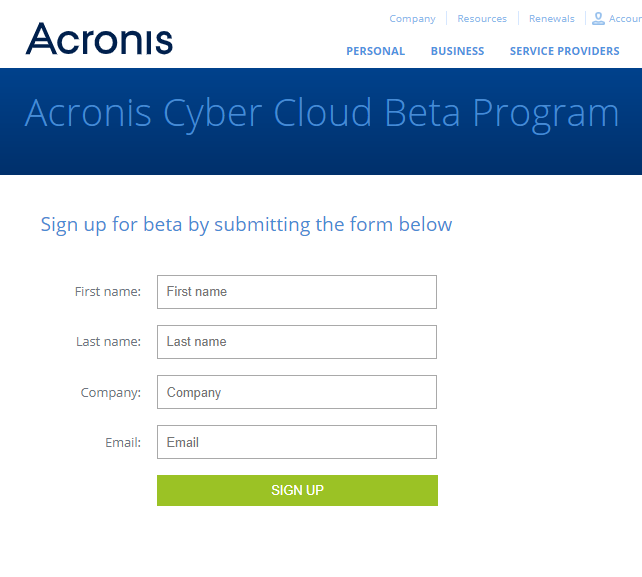 Acronis
Company Resources Renewals Accour
PERSONAL BUSINESS SERVICE PROVIDERS
Acronis Cyber Cloud Beta Program
Sign up for beta by submitting the form below
First name: First name
Last name: Last name
Company: Company
Email: Email
SIGN UP